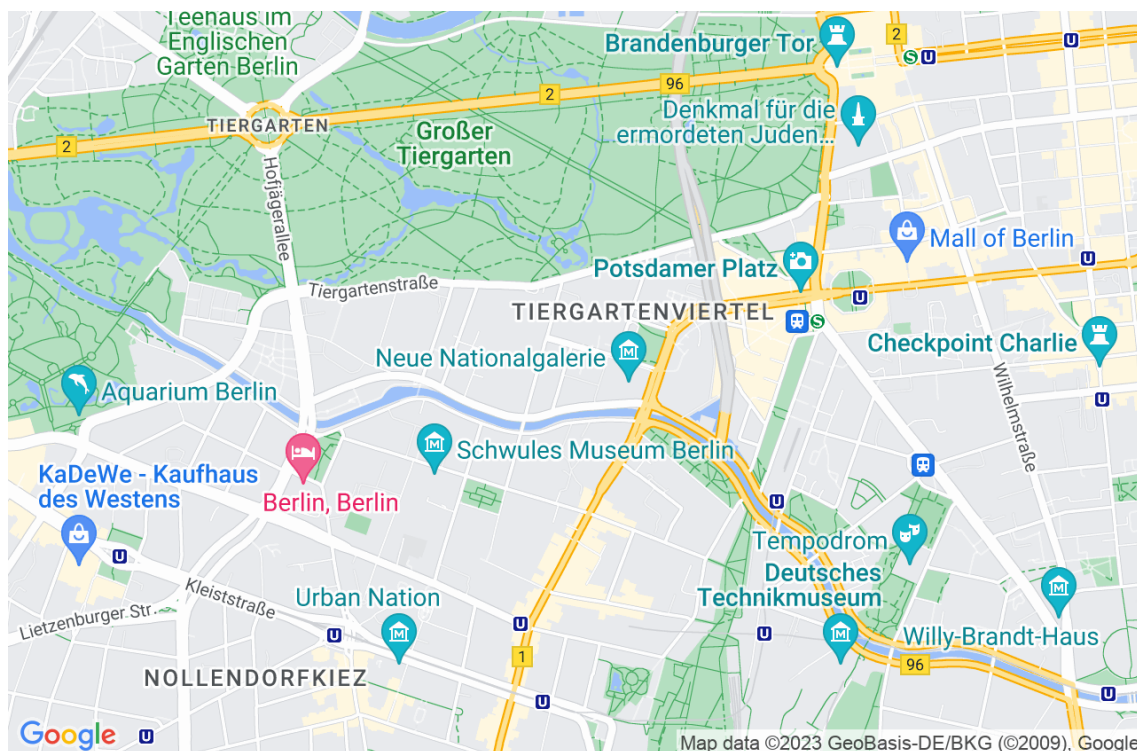 Teehaus im
Englischen
Garten Berlin
Brandenburger Tor
2
S
U
U
96
2
Denkmal für die
ermordeten Juden...
TIERGARTEN
Großer
Tiergarten
2
Hofjägerallee
Mall of Berlin
Potsdamer Platz
U
Tiergartenstraße
U
TIERGARTENVIERTEL
S
Neue Nationalgalerie
Checkpoint Charlie
Wilhelmstraße
Aquarium Berlin
U
Schwules Museum Berlin
KaDeWe - Kaufhaus
des Westens
Berlin, Berlin
U
Tempodrom
U
Deutsches
Technikmuseum
Kleiststraße
Urban Nation
Lietzenburger Str.
U
U
Willy-Brandt-Haus
1
96
NOLLENDORFKIEZ
U
U
Google
U
Map data ©2023 GeoBasis-DE/BKG (©2009), Google